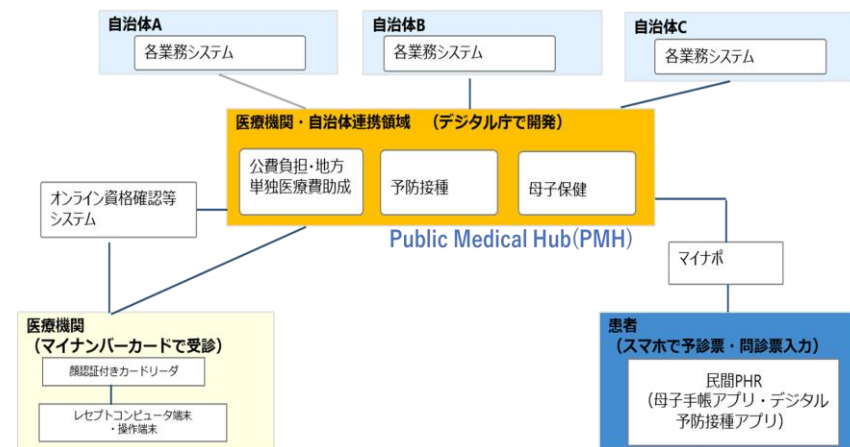 自治体A
各業務システム
自治体B
各業務システム
自治体C
各業務システム
医療機関・自治体連携領域　(デジタル庁で開発)
公費負担・地方
単独医療費助成
予防接種
母子保健
Public Medical Hub(PMH)
オンライン資格確認等
システム
マイナポ
医療機関
(マイナンバーカードで受診)
顔認証付きカードリーダ
レセプトコンピュータ端末
・操作端末
患者
(スマホで予診票・問診票入力)
民間PHR
(母子手帳アプリ・デジタル
予防接種アプリ)